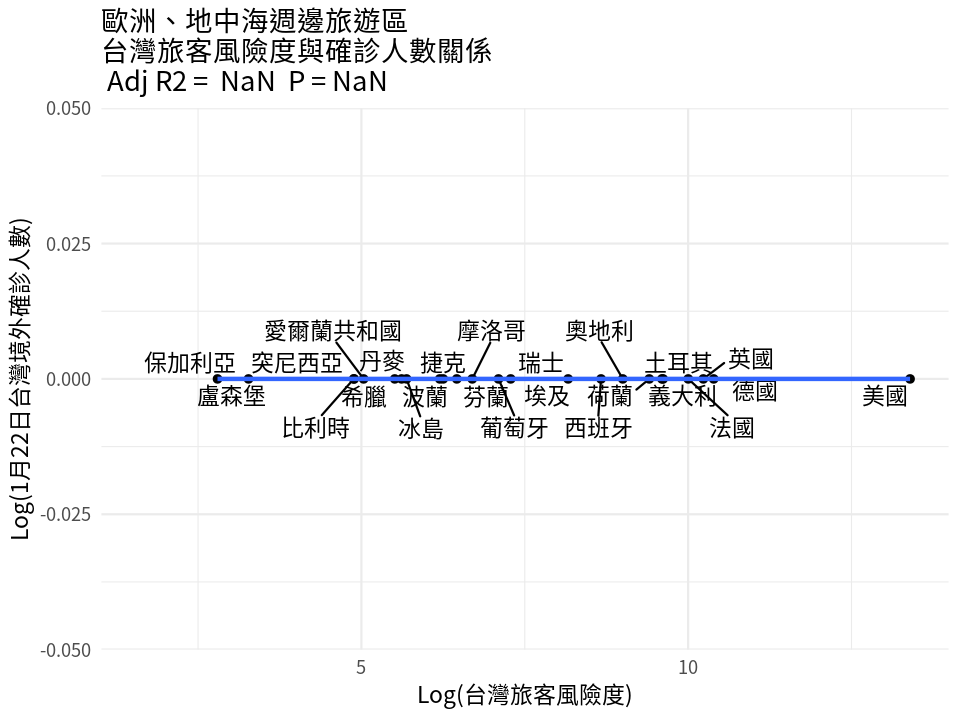 歐洲、地中海週邊旅遊區
台灣旅客風險度與確診人數關係
Adj R2 = NaN P = NaN
0.050
0.025
0.000
-0.025
-0.050
Log(1月22日台灣境外確診人數)
愛爾蘭共和國 摩洛哥 奧地利
保加利亞 突尼西亞 丹麥 捷克 瑞士 土耳其 英國
盧森堡 希臘 波蘭 芬蘭 埃及 荷蘭 義大利 德國 美國
比利時 冰島 葡萄牙 西班牙 法國
5 10
Log(台灣旅客風險度)